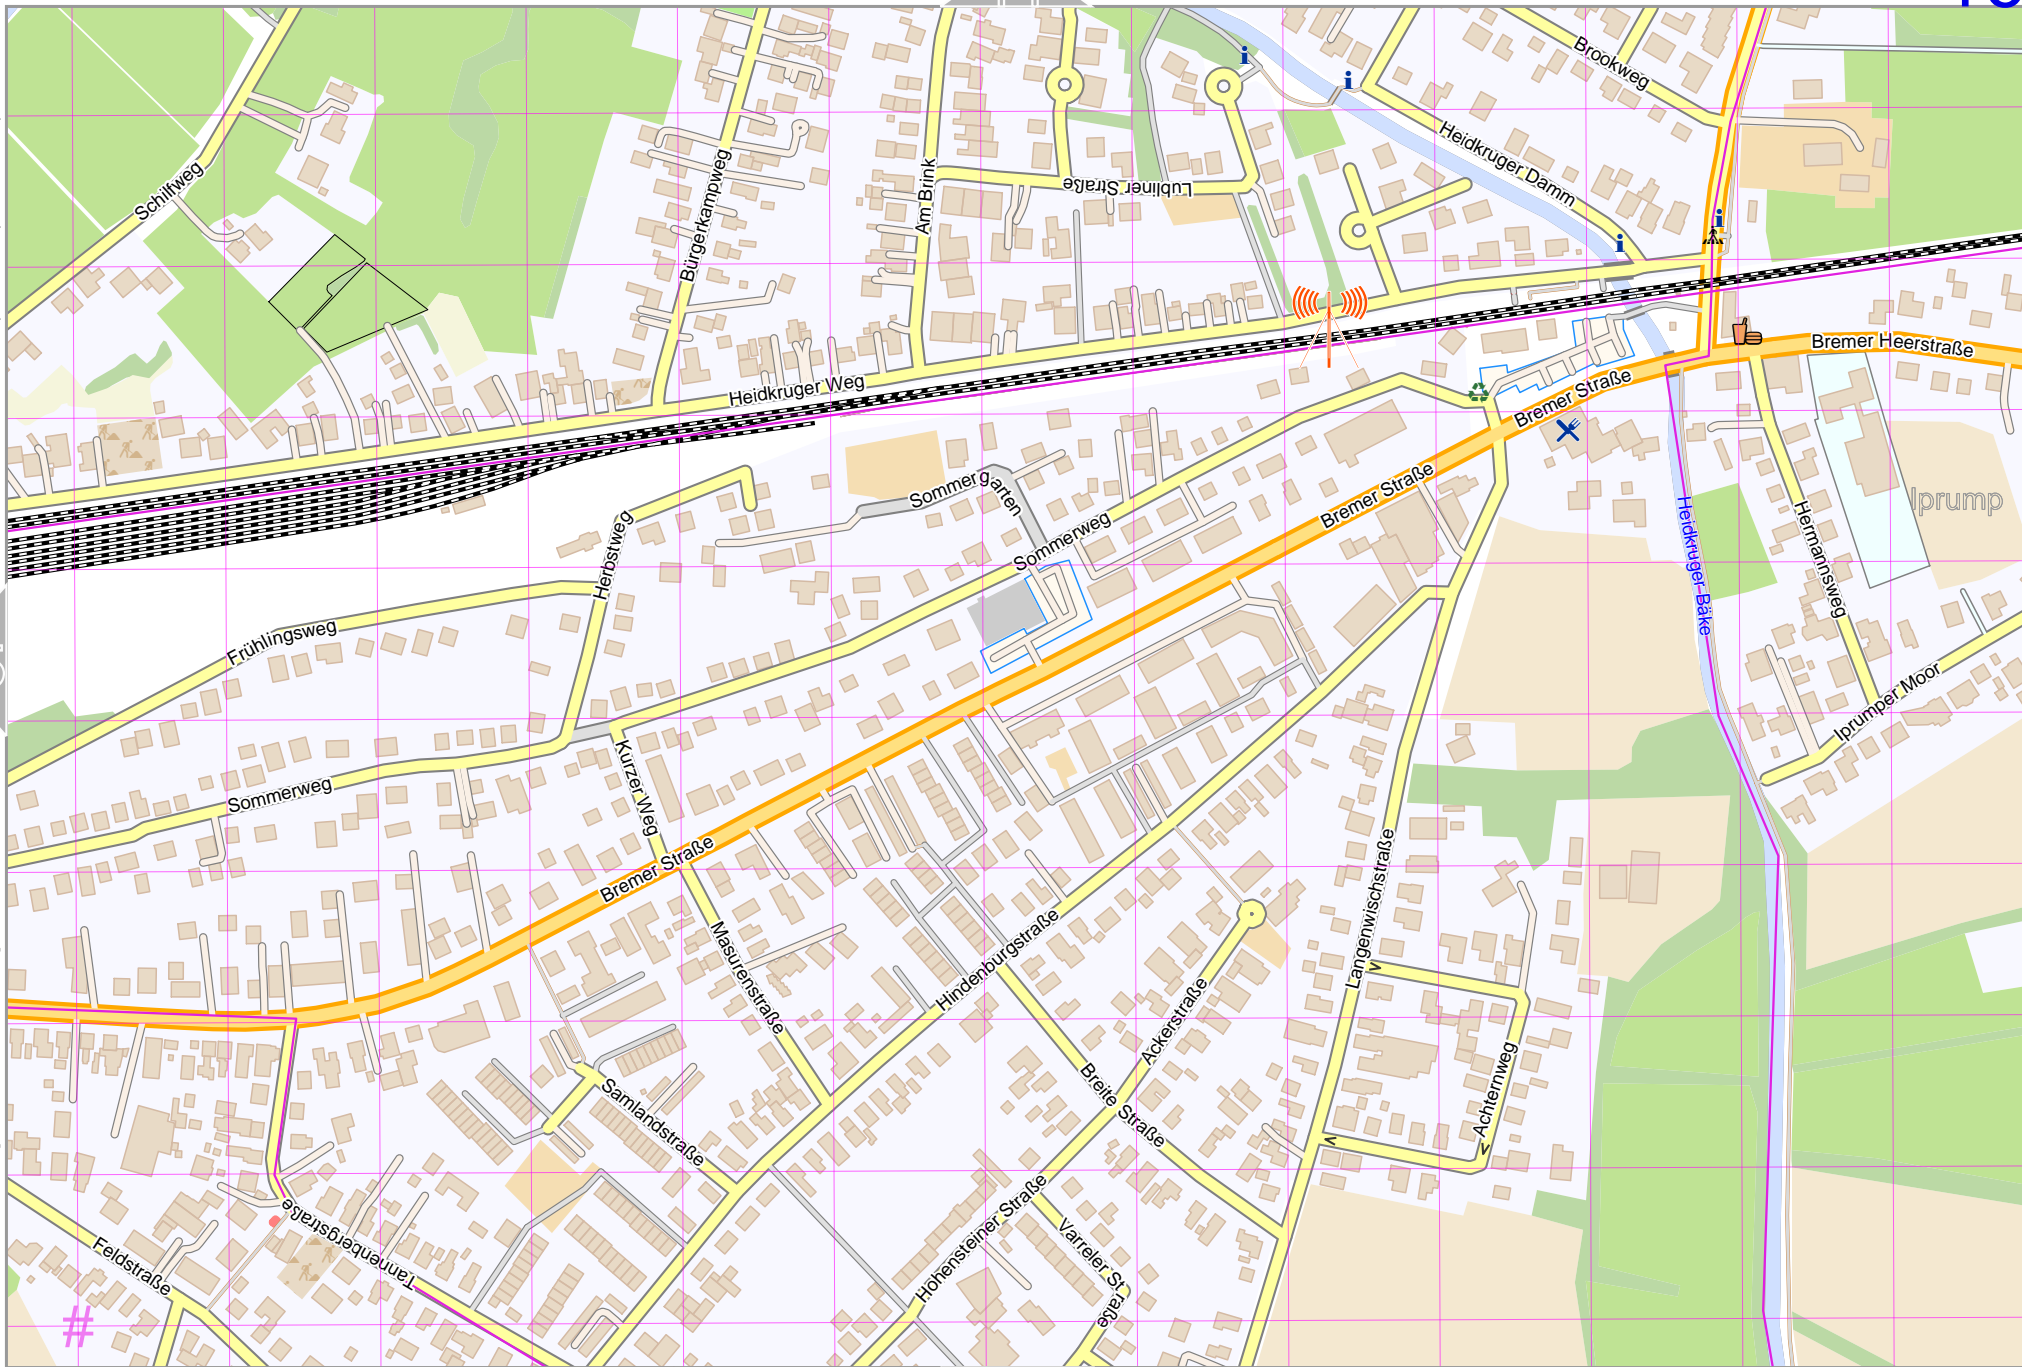 Brookweg
Heidkruger Damm
Schilfweg
Bürgerkampweg
Am Brink
Lubliner Straße
Heidkruger Weg
Bremer Heerstraße
Bremer Straße
Sommergarten
Bremer Straße
Iprump
Hermannsweg
Heidkruger Bäke
Herbstweg
Sommerweg
Frühlingsweg
Iprumper Moor
Sommerweg
Kurzer Weg
Bremer Straße
Langenwischstraße
Masurenstraße
Hindenburgstraße
Ackerstraße
Breite Straße
Achternweg
Samlandstraße
Tannenbergstraße
Feldstraße
Hohensteiner Straße
Varreler Straße
#